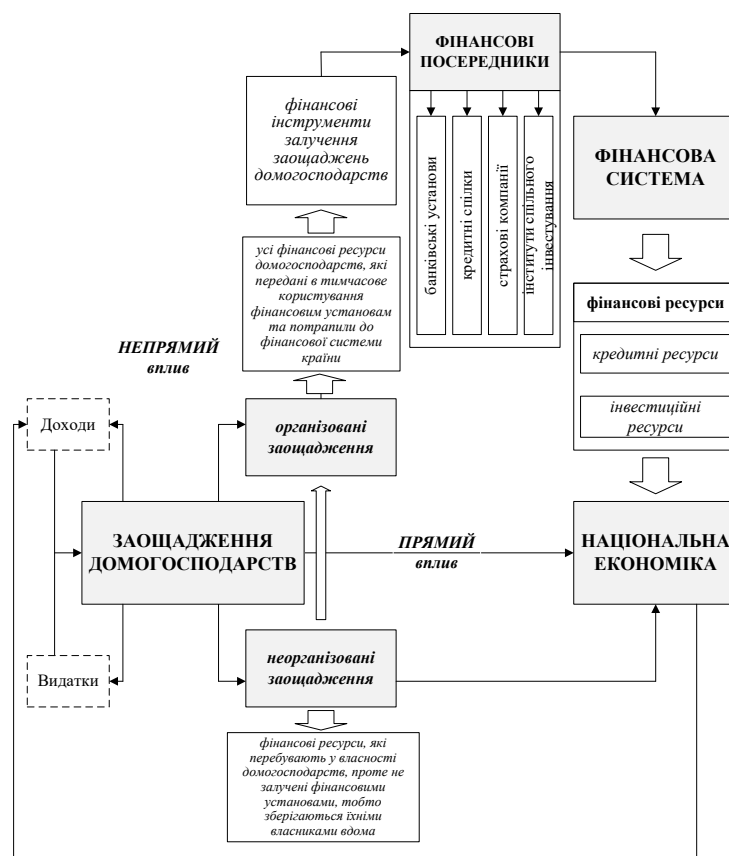 ФІНАНСОВІ
ПОСЕРЕДНИКИ
фінансові
інструменти
залучення
заощаджень
домогосподарств
банківські установи
кредитні спілки
страхові компанії
інститути спільного
інвестування
ФІНАНСОВА
СИСТЕМА
усі фінансові ресурси
домогосподарств, які
передані в тимчасове
користування
фінансовим установам
та потрапили до
фінансової системи
країни
фінансові ресурси
кредитні ресурси
інвестиційні
ресурси
НЕПРЯМИЙ
вплив
Доходи
організовані
заощадження
ЗАОЩАДЖЕННЯ
ДОМОГОСПОДАРСТВ
ПРЯМИЙ
вплив
НАЦІОНАЛЬНА
ЕКОНОМІКА
Видатки
неорганізовані
заощадження
фінансові ресурси, які
перебувають у власності
домогосподарств, проте не
залучені фінансовими
установами, тобто
зберігаються їхніми
власниками вдома